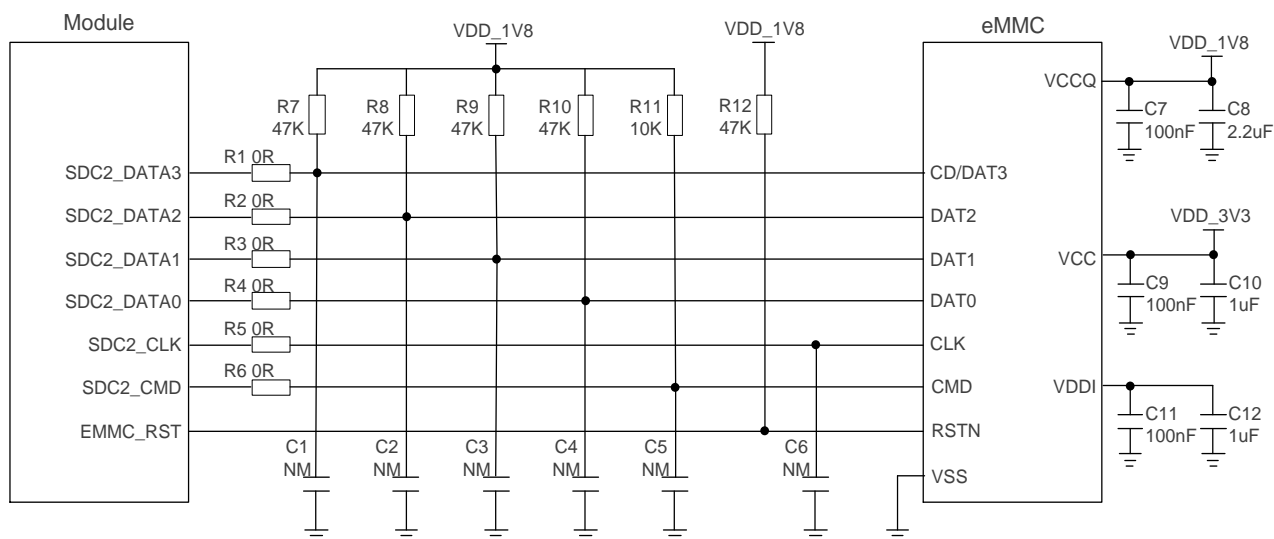 Module
VDD_1V8
VDD_1V8
eMMC
VDD_1V8
R7
47K
R8
47K
R9
47K
R10
47K
R11
10K
R12
47K
VCCQ
C7
100nF
C8
2.2uF
SDC2_DATA3
R1 0R
CD/DAT3
SDC2_DATA2
R2 0R
DAT2
VDD_3V3
SDC2_DATA1
R3 0R
DAT1
VCC
C9
100nF
C10
1uF
SDC2_DATA0
R4 0R
DAT0
SDC2_CLK
R5 0R
CLK
SDC2_CMD
R6 0R
CMD
VDDI
C11
100nF
C12
1uF
EMMC_RST
RSTN
C1
NM
C2
NM
C3
NM
C4
NM
C5
NM
C6
NM
VSS